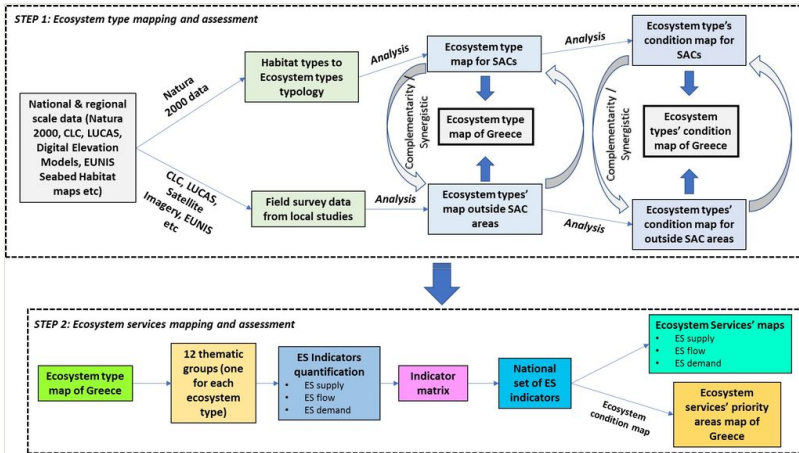 STEP 1: Ecosystem type mapping and assessment
National & regional
scale data (Natura
2000, CLC, LUCAS,
Digital Elevation
Models, EUNIS
Seabed Habitat
maps etc)
Natura
2000 data
CLC, LUCAS,
Satellite
Imagery, EUNIS
etc
Habitat types to
Ecosystem types
typology
Field survey data
from local studies
Analysis
Analysis
Ecosystem type
map for SACs
Complementarity /
Synergistic
Ecosystem type
map of Greece
Ecosystem types'
map outside SAC
areas
Analysis
Analysis
Ecosystem type's
condition map for
SACs
Complementarity /
Synergistic
Ecosystem
types' condition
map of Greece
Ecosystem types'
condition map for
outside SAC areas
STEP 2: Ecosystem services mapping and assessment
Ecosystem type
map of Greece
12 thematic
groups (one
for each
ecosystem
type)
ES Indicators
quantification
• ES supply
• ES flow
• ES demand
Indicator
matrix
National
set of ES
indicators
Ecosystem
condition map
Ecosystem Services' maps
• ES supply
• ES flow
• ES demand
Ecosystem
services' priority
areas map of
Greece